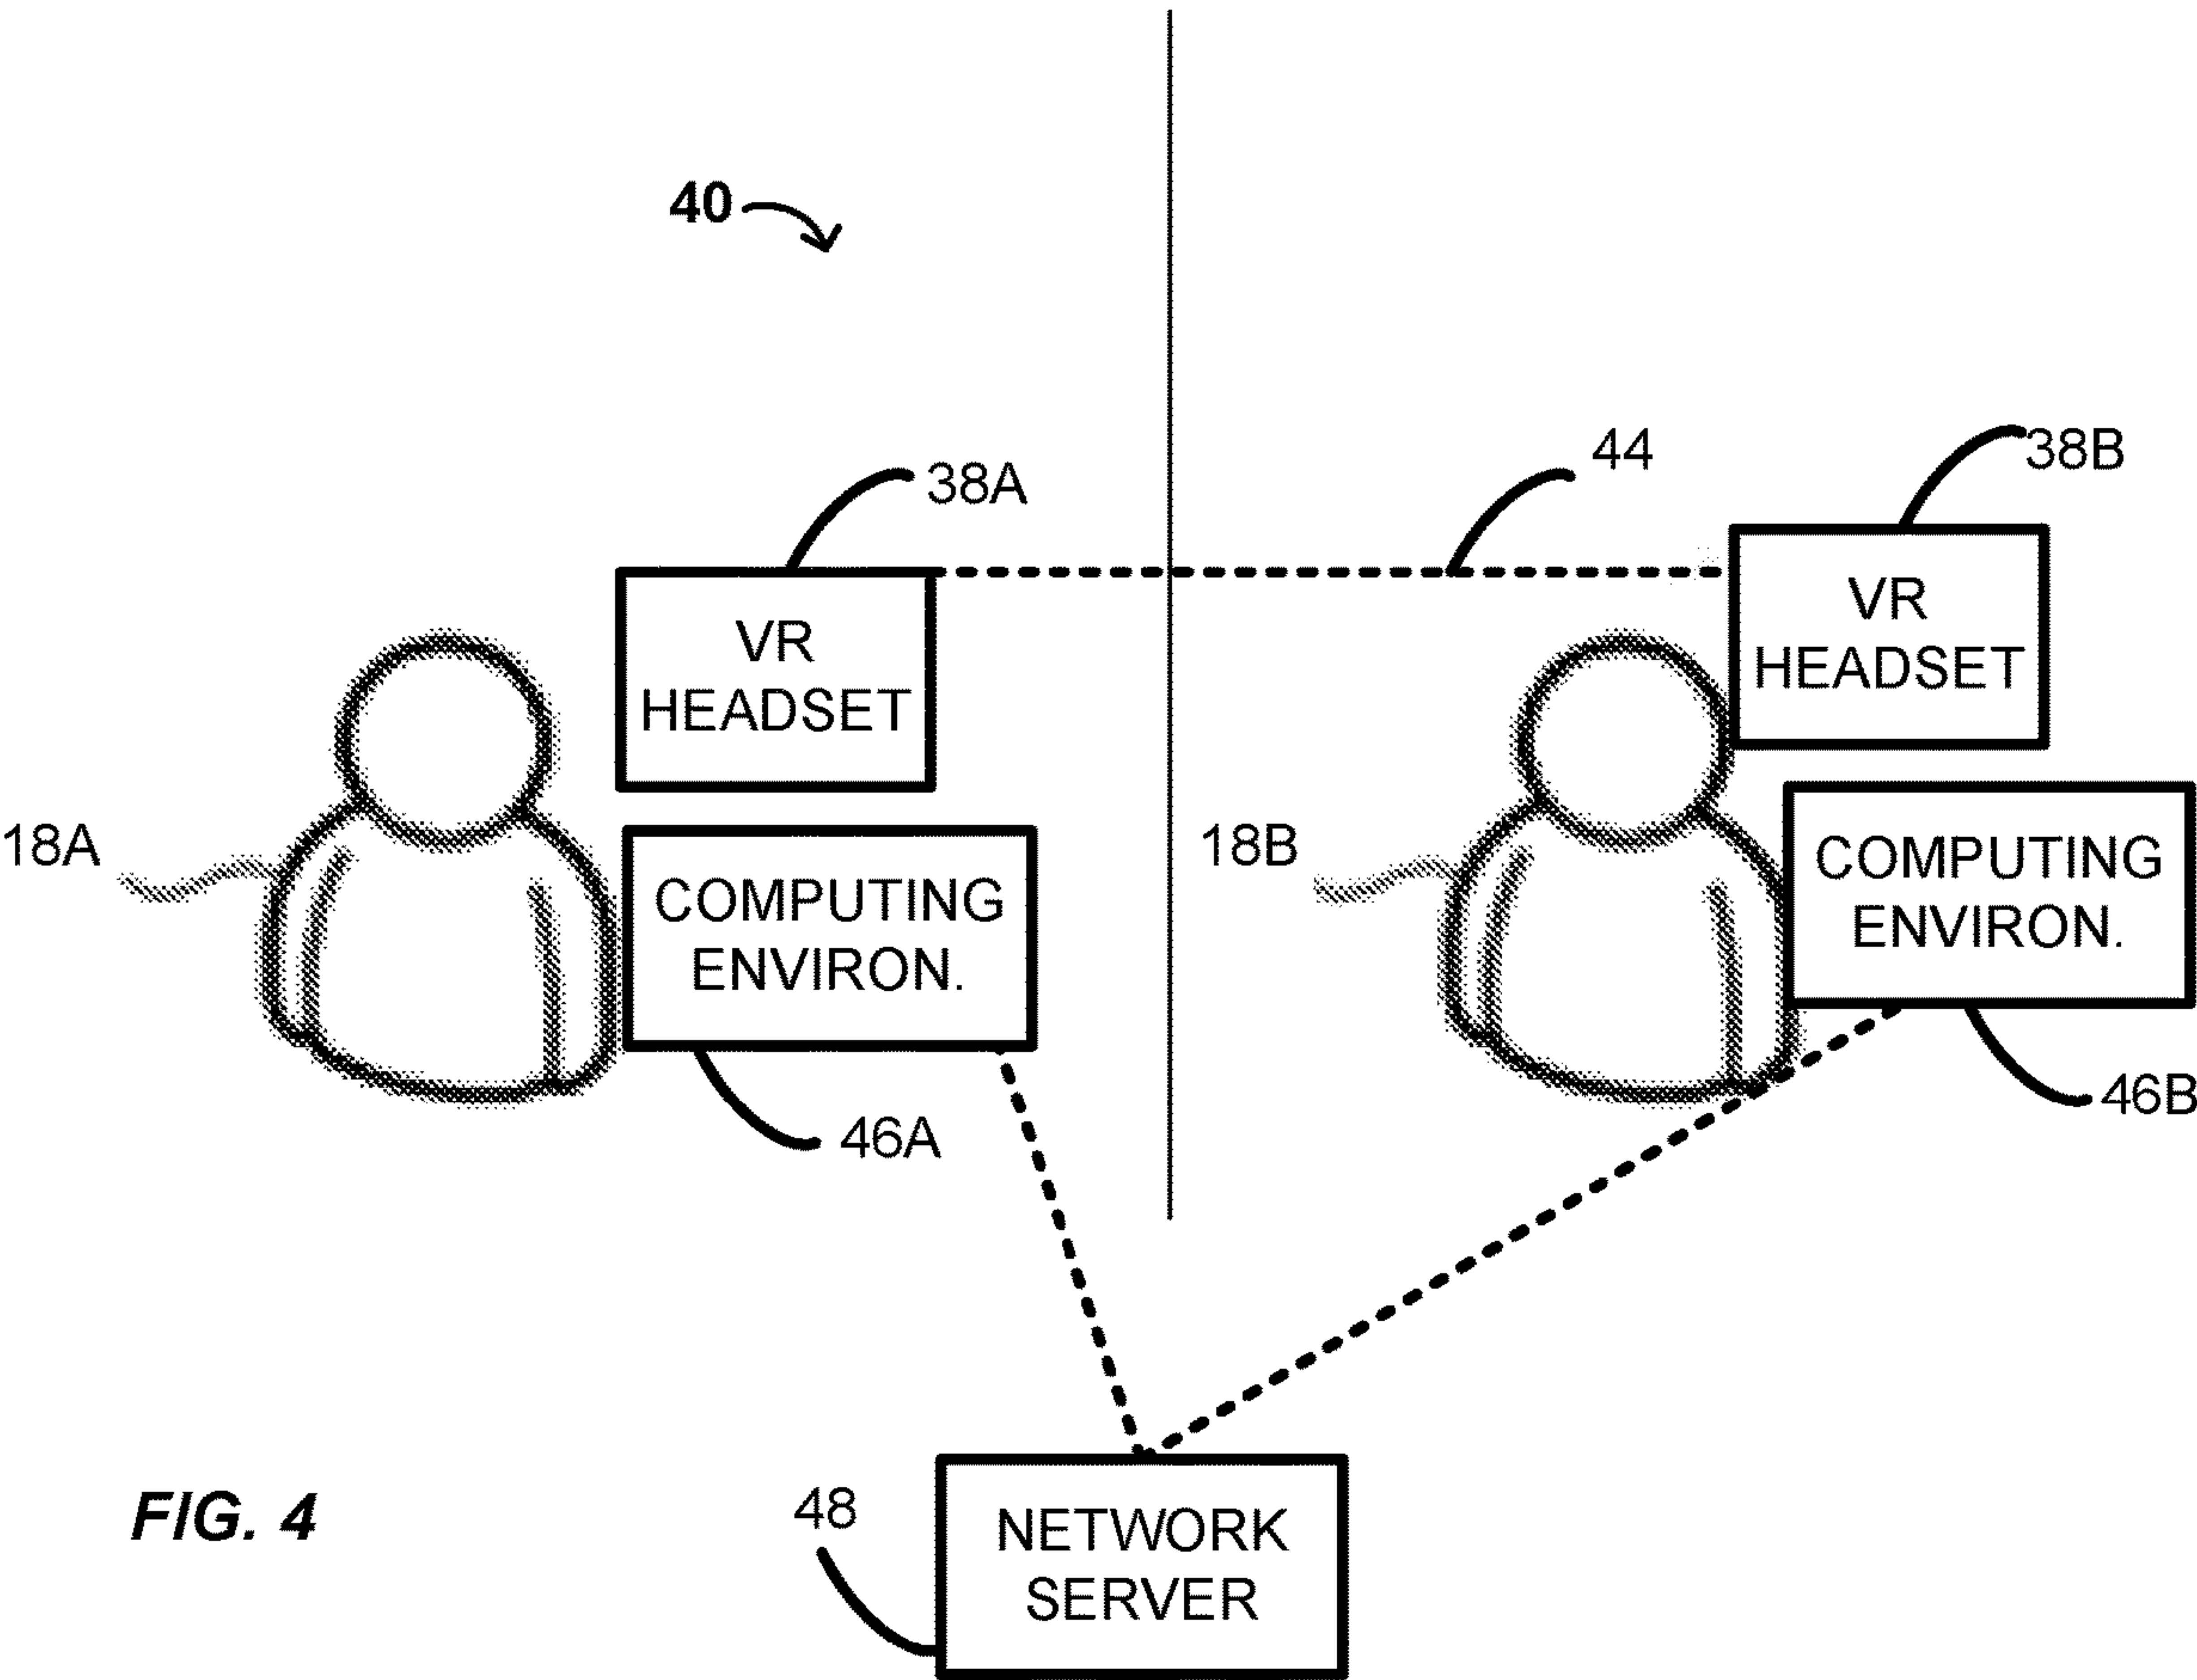 40
38A
44
38B
VR
HEADSET
VR
HEADSET
18A
COMPUTING
ENVIRON.
18B
COMPUTING
ENVIRON.
46A
46B
FIG. 4
48
NETWORK
SERVER